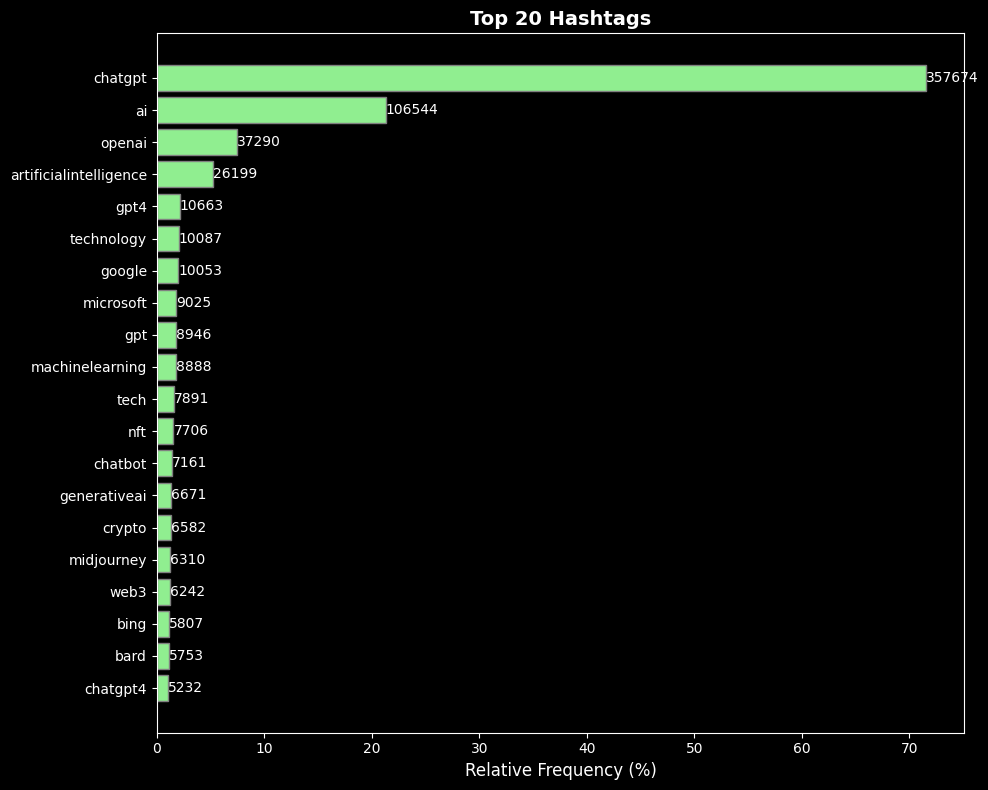 Top 20 Hashtags
chatgpt 357674
ai 106544
openai 37290
artificialintelligence 26199
gpt4 10663
technology 10087
google 10053
microsoft 9025
gpt 8946
machinelearning 8888
tech 7891
nft 7706
chatbot 7161
generativeai 6671
crypto 6582
midjourney 6310
web3 6242
bing 5807
bard 5753
chatgpt4 5232
0 10 20 30 40 50 60 70
Relative Frequency (%)